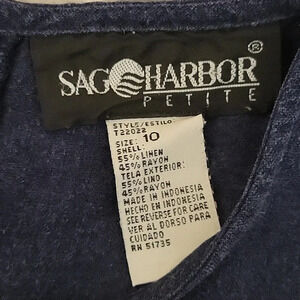 SAG HARBOR
®
PETITE
STYLE/ESTILO:
T22022
SIZE: 10
SHELL:
55% LINEN
45% RAYON
TELA EXTERIOR:
55% LINO
45% RAYON
MADE IN INDONESIA
HECHO EN INDONESIA
SEE REVERSE FOR CARE
VER AL DORSO PARA
CUIDADO
RN 51735